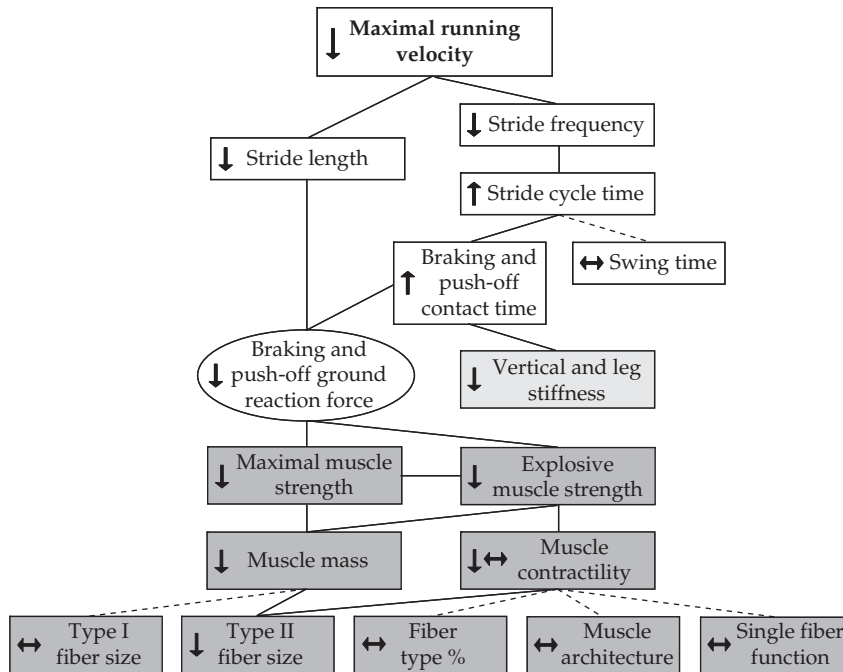 ↓ Maximal running
velocity
↓ Stride frequency
↓ Stride length
↑ Stride cycle time
↑ Braking and
push-off
contact time
↔ Swing time
↓ Braking and
push-off ground
reaction force
↓ Vertical and leg
stiffness
↓ Maximal muscle
strength
↓ Explosive
muscle strength
↓ Muscle mass
↓↔ Muscle
contractility
↔ Type I
fiber size
↓ Type II
fiber size
↔ Fiber
type %
↔ Muscle
architecture
↔ Single fiber
function